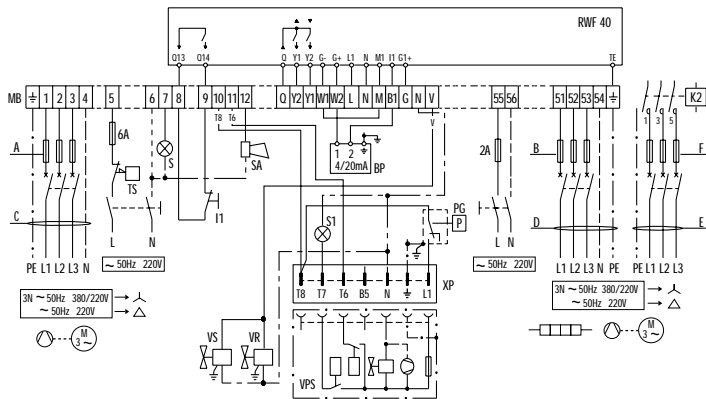 RWF 40
Q13 Q14 Q Y1 Y2 G- G+ L1 N M1 I1 G1+ TE
MB 1 2 3 4 5 6 7 8 9 10 11 12 Q Y2 Y1 W1 W2 L N M B1 G N V 55 56 51 52 53 54 K2
T8 T6 V V
1 3 5
A 6A S SA 1 2 2A B F
TS 4/20mA BP
I1 S1 PG P
C D E
L N L N
PE L1 L2 L3 N PE L1 L2 L3 N PE PE L1 L2 L3
~ 50Hz 220V ~ 50Hz 220V
T8 T7 T6 B5 N L1 XP
3N ~ 50Hz 380/220V
~ 50Hz 220V
3N ~ 50Hz 380/220V
~ 50Hz 220V
M
3 ~
VS VR
VPS
M
3 ~